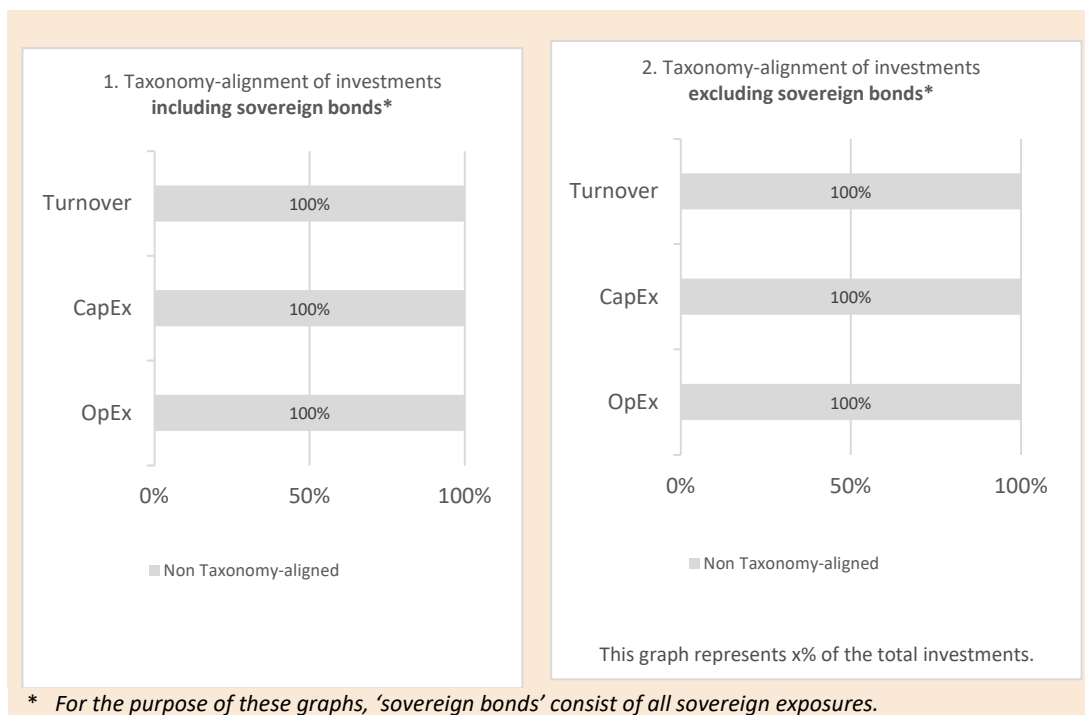 1. Taxonomy-alignment of investments
including sovereign bonds*
Turnover
100%
CapEx
100%
OpEx
100%
0% 50% 100%
Non Taxonomy-aligned
2. Taxonomy-alignment of investments
excluding sovereign bonds*
Turnover
100%
CapEx
100%
OpEx
100%
0% 50% 100%
Non Taxonomy-aligned
This graph represents x% of the total investments.
* For the purpose of these graphs, ‘sovereign bonds’ consist of all sovereign exposures.